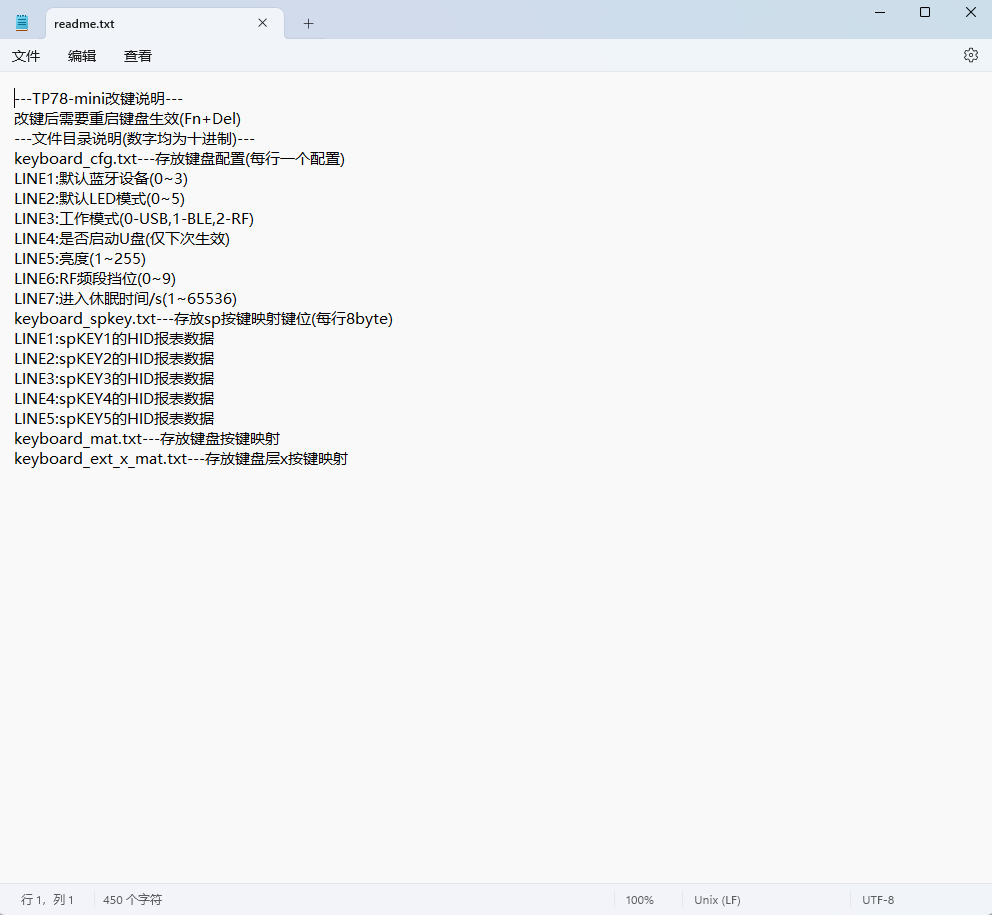 readme.txt
文件 编辑 查看
---TP78-mini改键说明---
改键后需要重启键盘生效(Fn+Del)
---文件目录说明(数字均为十进制)---
keyboard_cfg.txt---存放键盘配置(每行一个配置)
LINE1:默认蓝牙设备(0~3)
LINE2:默认LED模式(0~5)
LINE3:工作模式(0-USB,1-BLE,2-RF)
LINE4:是否启动U盘(仅下次生效)
LINE5:亮度(1~255)
LINE6:RF频段挡位(0~9)
LINE7:进入休眠时间/s(1~65536)
keyboard_spkey.txt---存放sp按键映射键位(每行8byte)
LINE1:spKEY1的HID报表数据
LINE2:spKEY2的HID报表数据
LINE3:spKEY3的HID报表数据
LINE4:spKEY4的HID报表数据
LINE5:spKEY5的HID报表数据
keyboard_mat.txt---存放键盘按键映射
keyboard_ext_x_mat.txt---存放键盘层x按键映射
行 1，列 1 450 个字符 100% Unix (LF) UTF-8